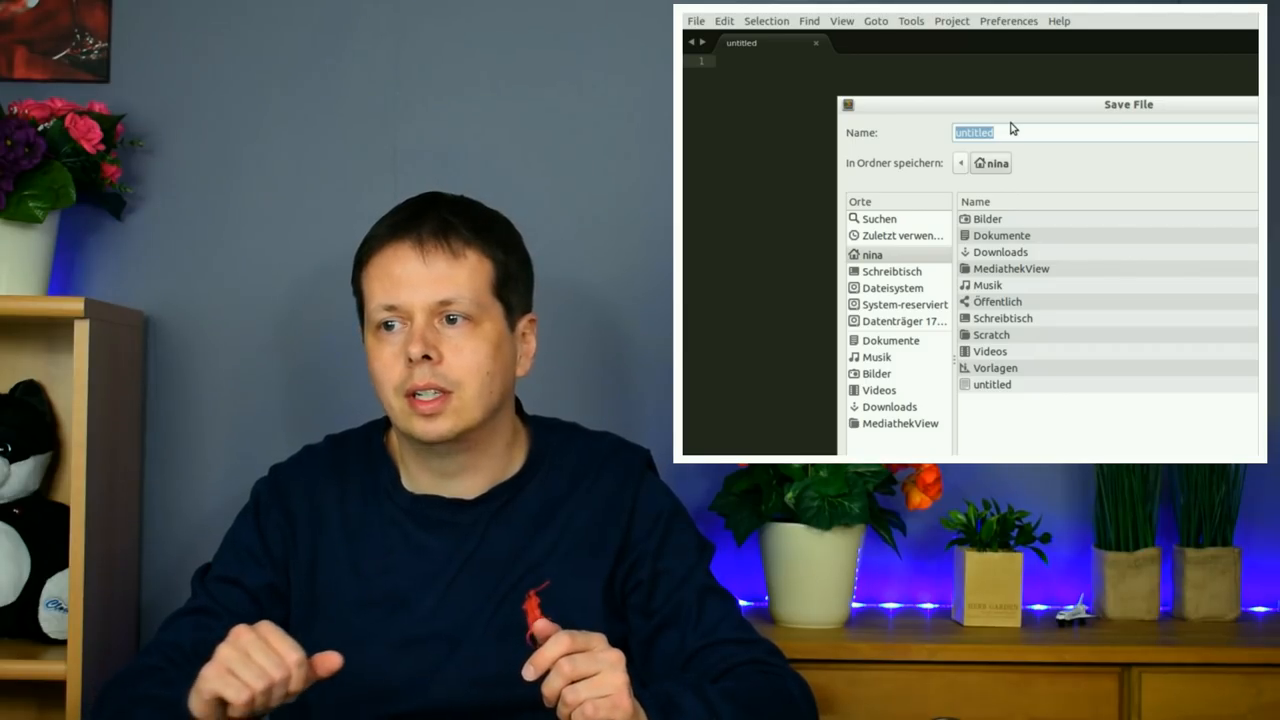 File Edit Selection Find View Goto Tools Project Preferences Help
untitled
1
Save File
Name: untitled
In Ordner speichern: nina
Orte
Suchen
Zuletzt verwen...
nina
Schreibtisch
Dateisystem
System-reserviert
Datenträger 17...
Dokumente
Musik
Bilder
Videos
Downloads
MediathekView
Name
Bilder
Dokumente
Downloads
MediathekView
Musik
Öffentlich
Schreibtisch
Scratch
Videos
Vorlagen
untitled
HERB GARDEN